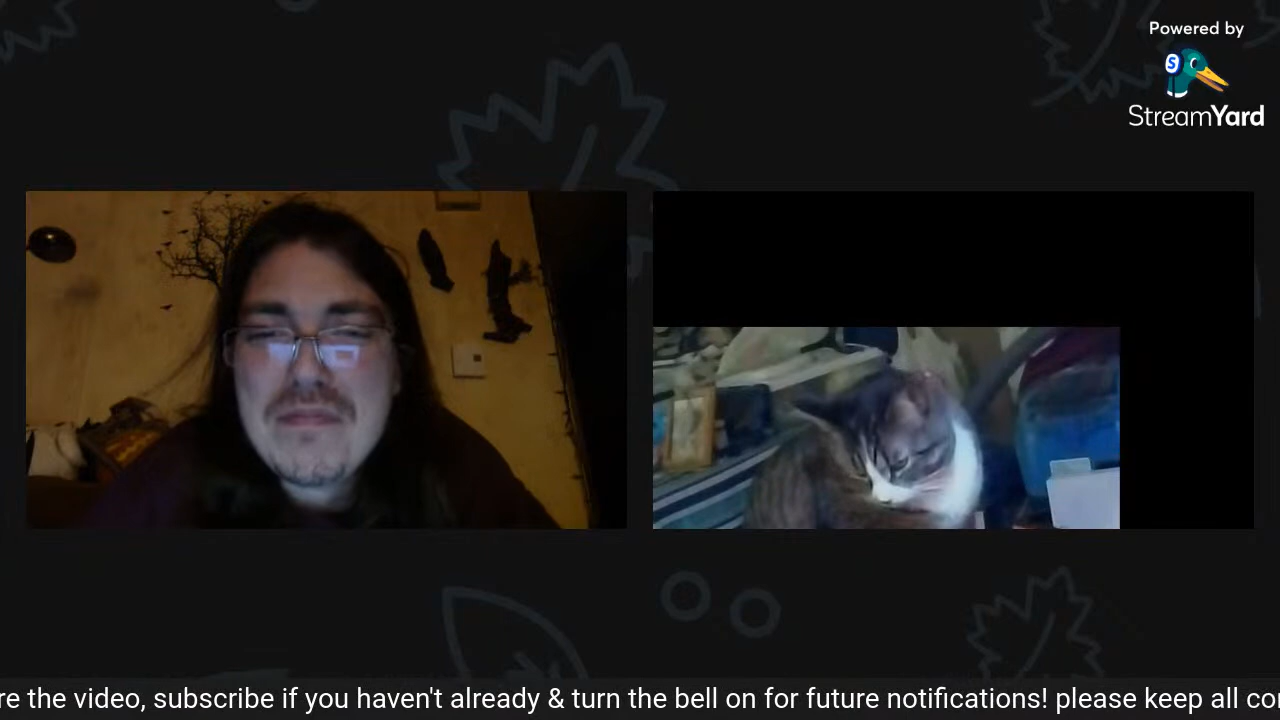 Powered by
S
StreamYard
re the video, subscribe if you haven't already & turn the bell on for future notifications! please keep all co